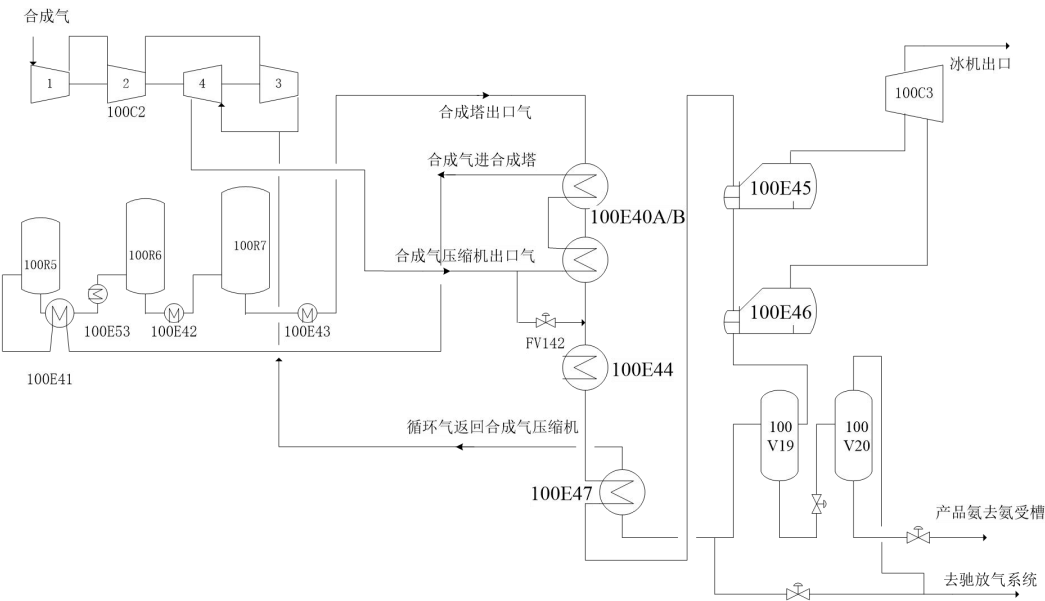 合成气
1
2
4
3
100C2
冰机出口
100C3
合成塔出口气
合成气进合成塔
100E45
100E40A/B
100R5
100R6
100R7
合成气压缩机出口气
100E46
100E53
100E42
100E43
FV142
100E41
100E44
循环气返回合成气压缩机
100
V19
100
V20
100E47
产品氨去氨受槽
去驰放气系统